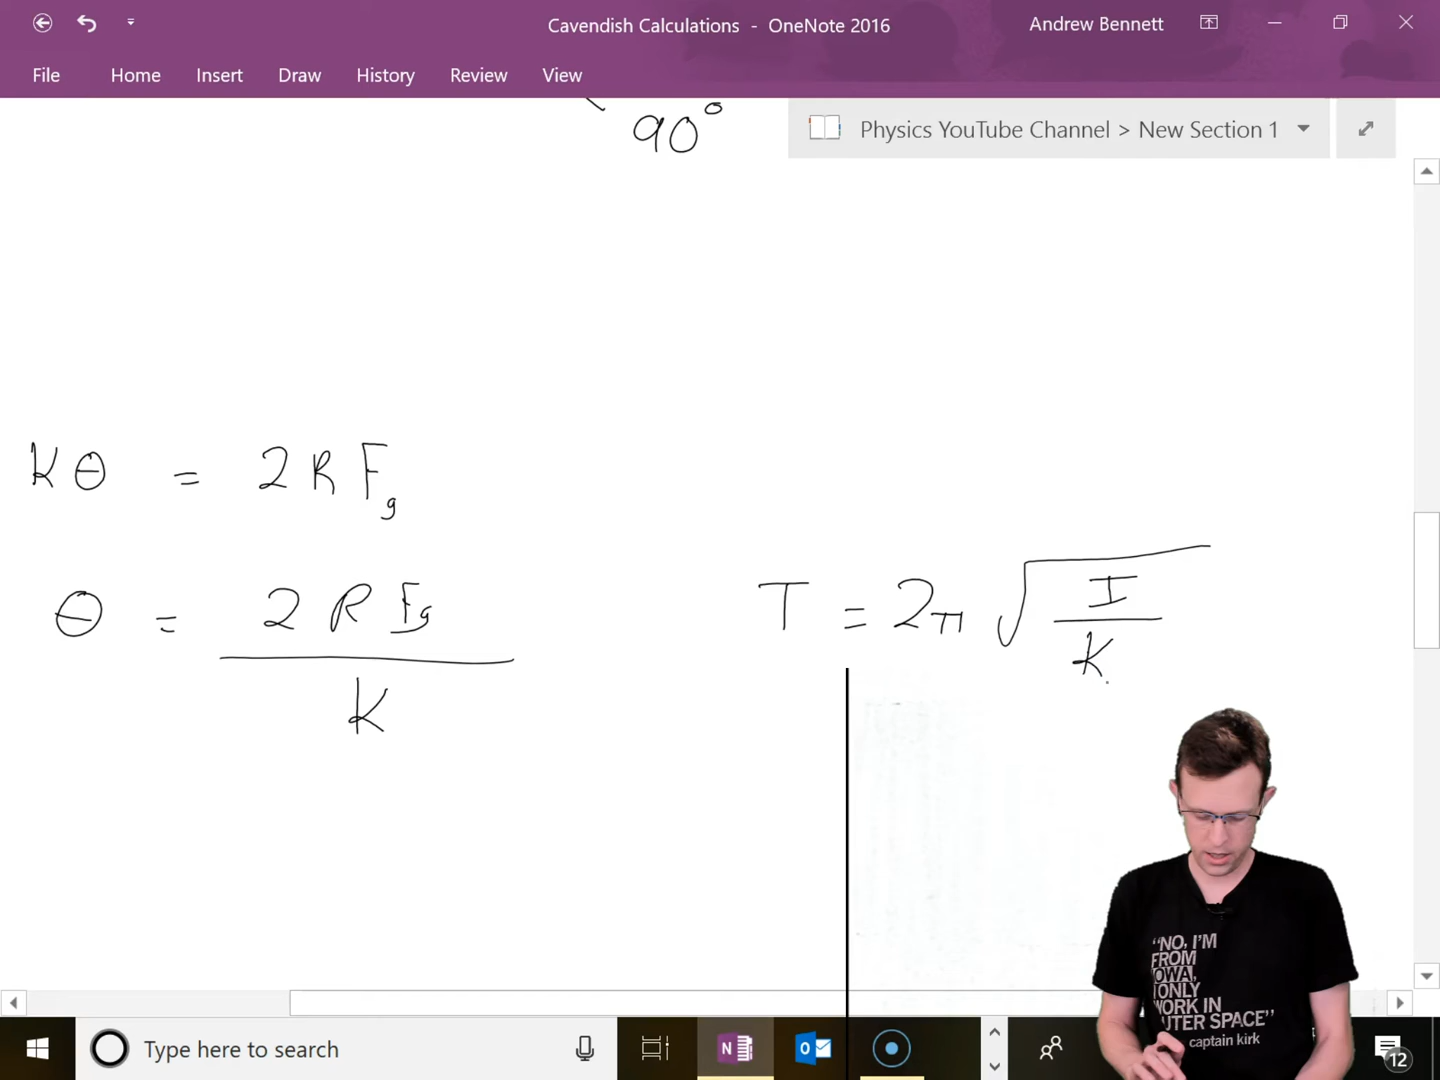 Cavendish Calculations - OneNote 2016
Andrew Bennett
File Home Insert Draw History Review View
90°
Physics YouTube Channel > New Section 1
Kθ = 2RF_g
θ = 2RF_g / K
T = 2π √(I / K)
"NO, I'M
FROM
IOWA,
I ONLY
WORK IN
OUTER SPACE"
captain kirk
Type here to search
N
O
12